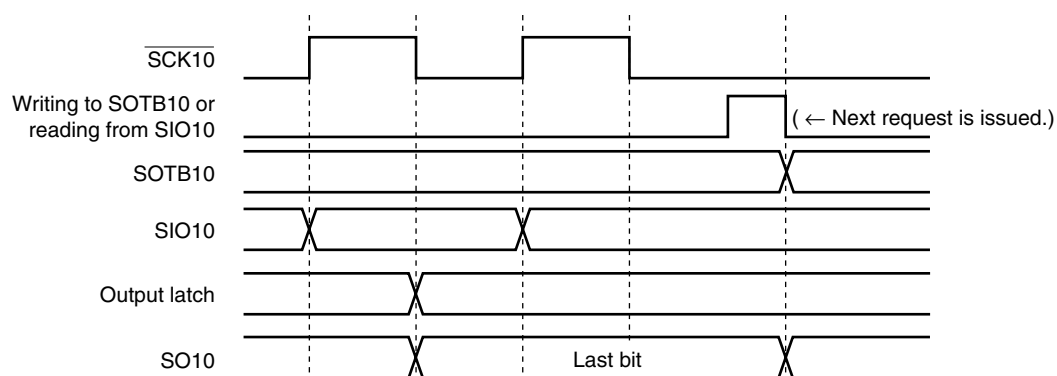 SCK10
Writing to SOTB10 or
reading from SIO10
( ← Next request is issued.)
SOTB10
SIO10
Output latch
SO10
Last bit